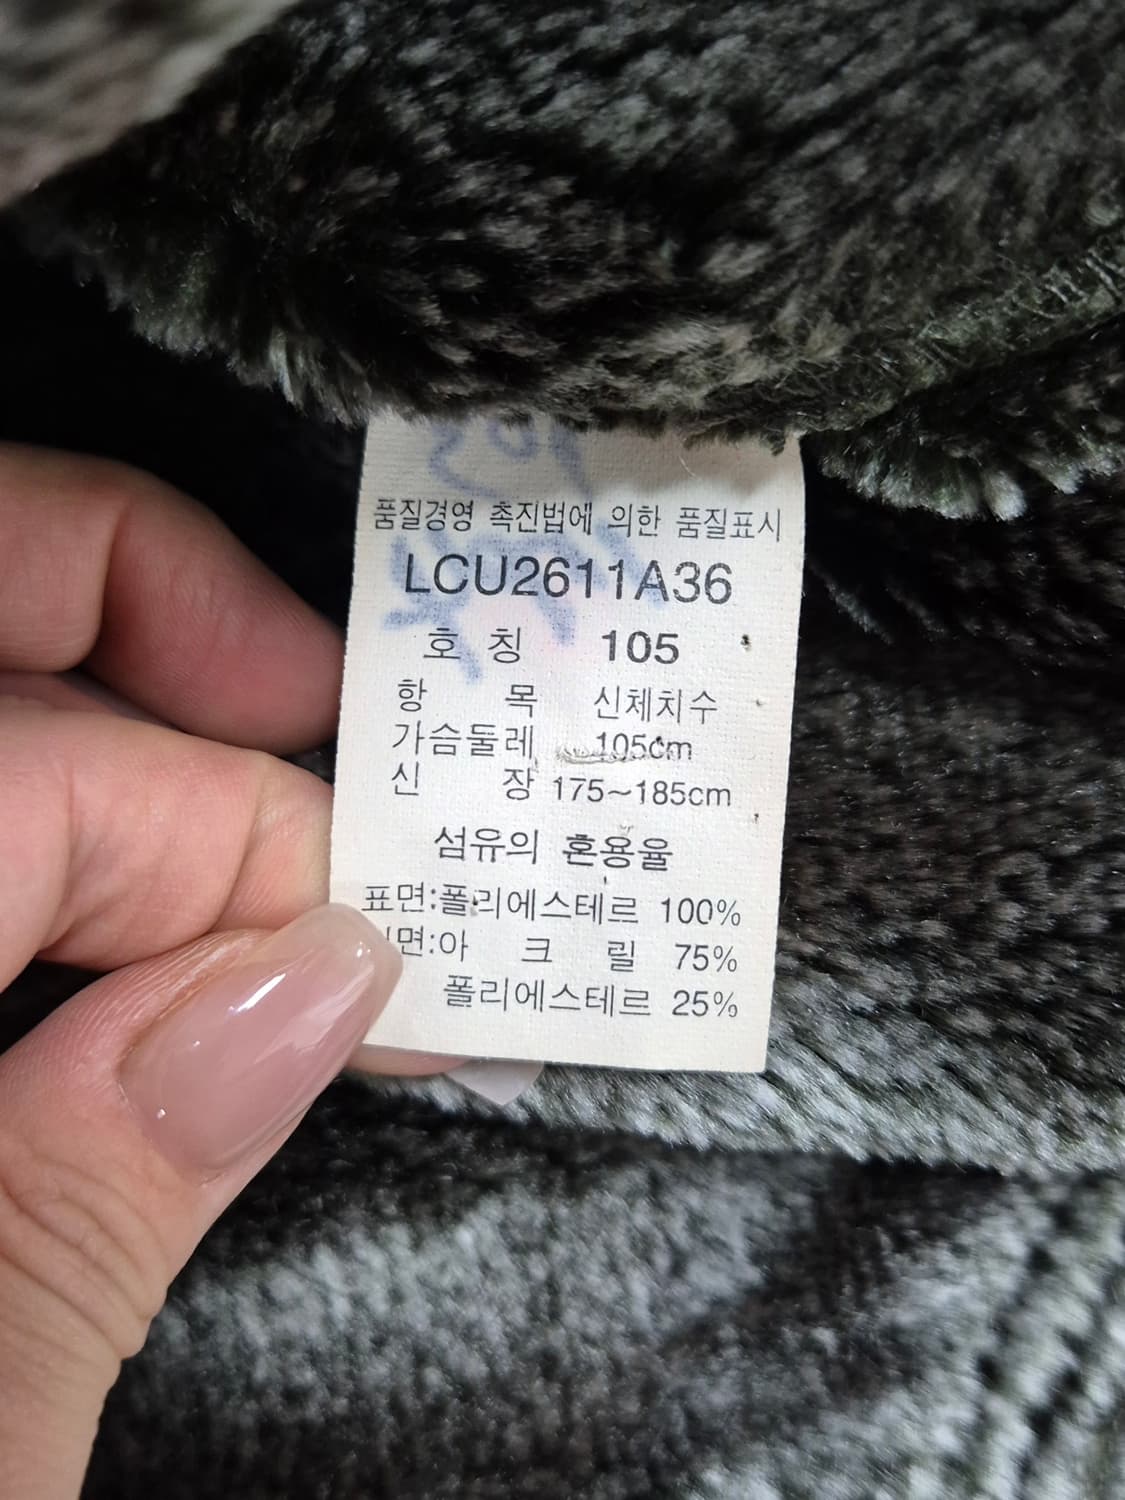 품질경영 촉진법에 의한 품질표시
LCU2611A36
호 칭 105
항 목 신체치수
가슴둘레 105cm
신 장 175~185cm
섬유의 혼용율
표면:폴리에스테르 100%
면:아 크 릴 75%
폴리에스테르 25%